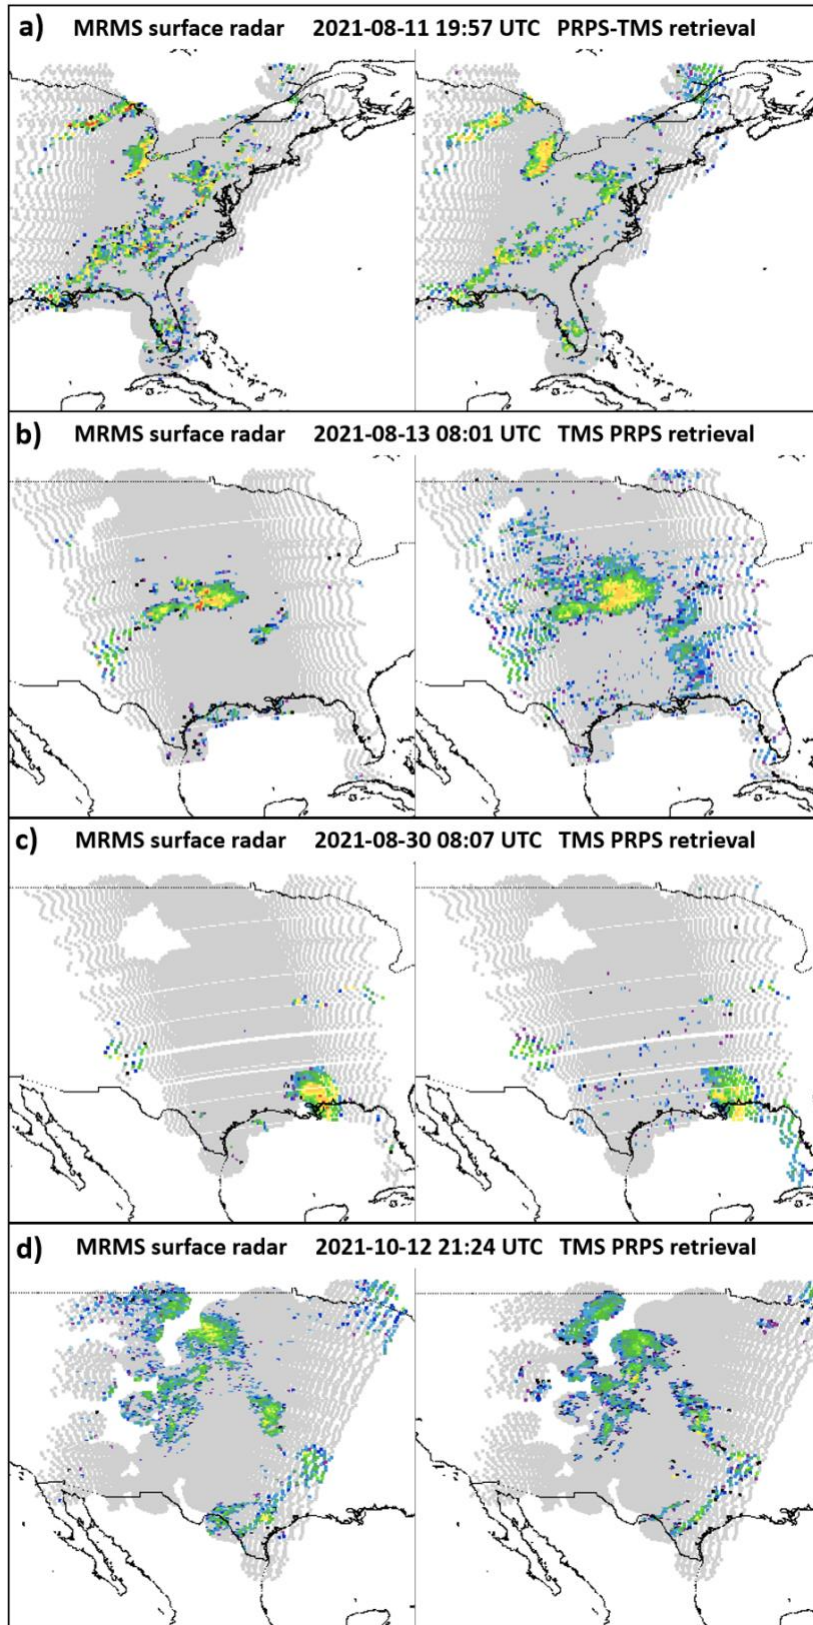 a) MRMS surface radar 2021-08-11 19:57 UTC PRPS-TMS retrieval
b) MRMS surface radar 2021-08-13 08:01 UTC TMS PRPS retrieval
c) MRMS surface radar 2021-08-30 08:07 UTC TMS PRPS retrieval
d) MRMS surface radar 2021-10-12 21:24 UTC TMS PRPS retrieval